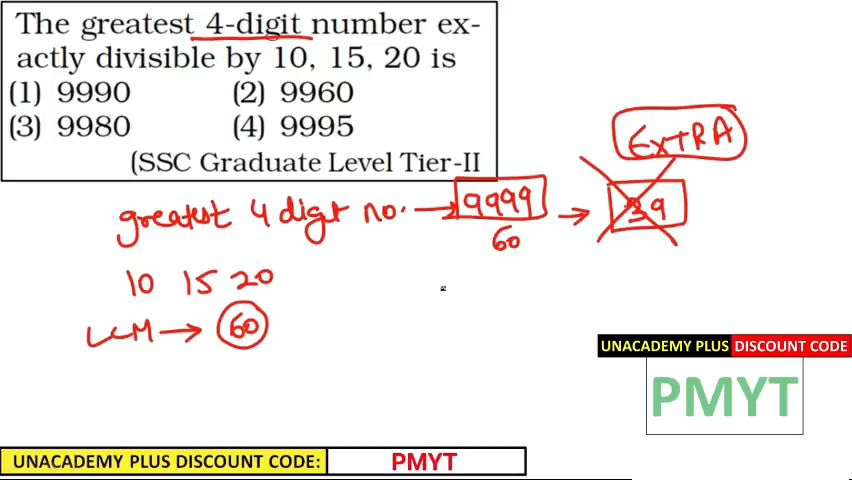 The greatest 4-digit number ex-
actly divisible by 10, 15, 20 is
(1) 9990 (2) 9960
(3) 9980 (4) 9995
(SSC Graduate Level Tier-II
EXTRA
greatest 4 digit no. → 9999 → 39
60
10 15 20
LCM → 60
UNACADEMY PLUS DISCOUNT CODE
PMYT
UNACADEMY PLUS DISCOUNT CODE: PMYT